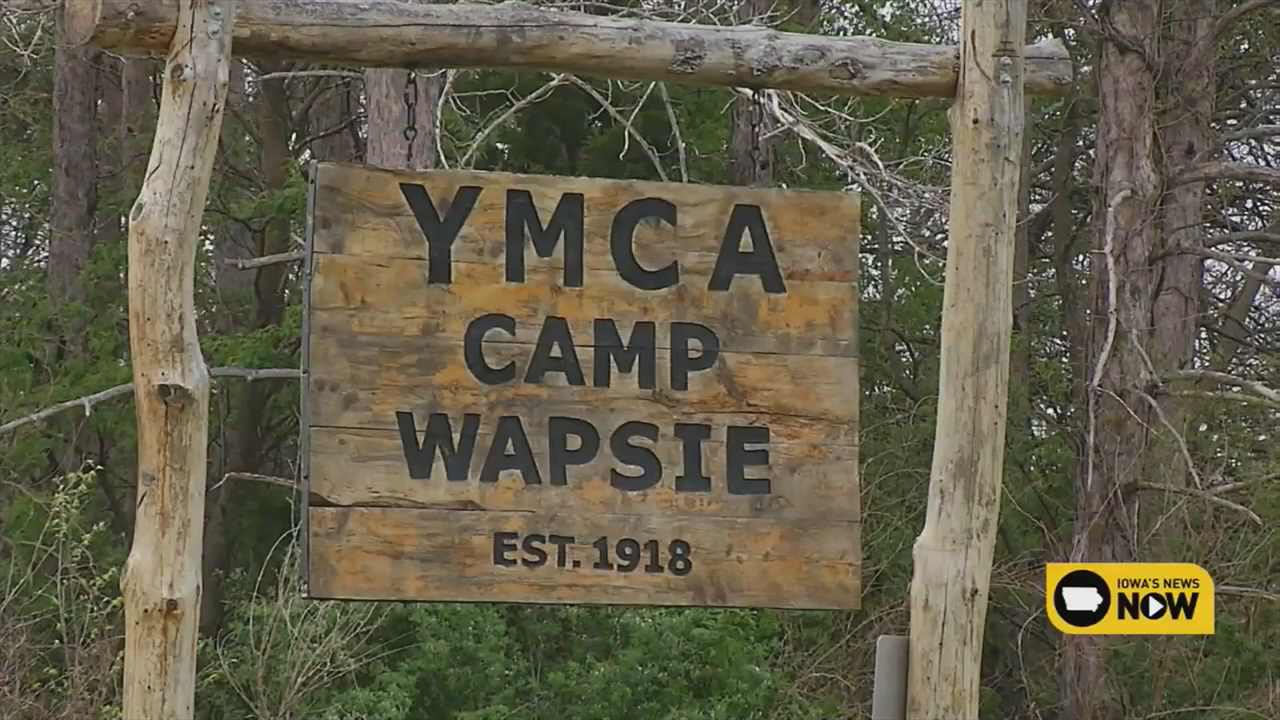 YMCA
CAMP
WAPSIE
EST. 1918
IOWA'S NEWS
NOW